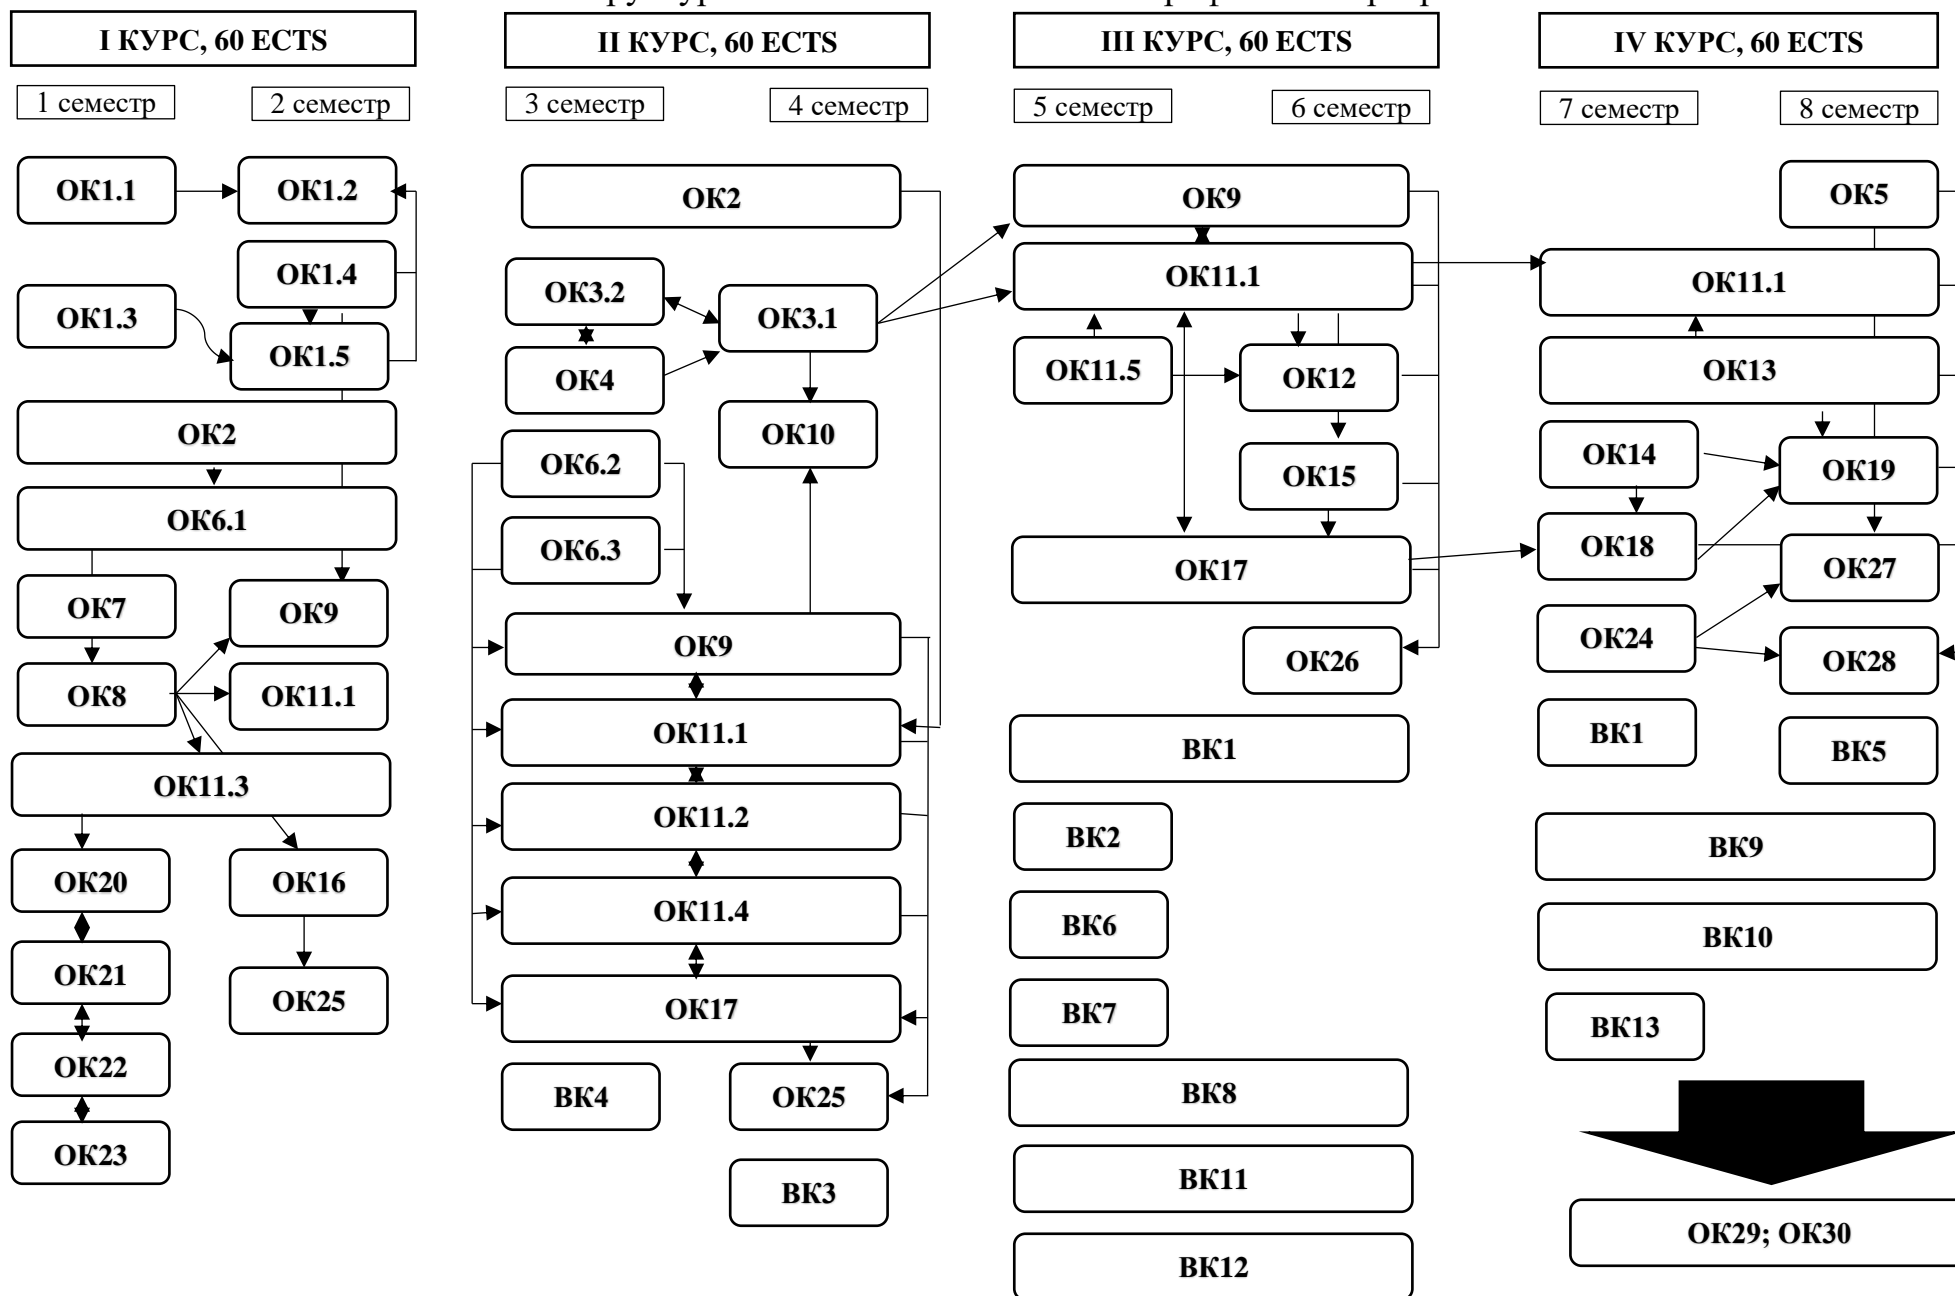 I КУРС, 60 ECTS
II КУРС, 60 ECTS
III КУРС, 60 ECTS
IV КУРС, 60 ECTS
1 семестр
2 семестр
3 семестр
4 семестр
5 семестр
6 семестр
7 семестр
8 семестр
ОК1.1
ОК1.2
ОК1.4
ОК1.3
ОК1.5
ОК2
ОК6.1
ОК7
ОК9
ОК8
ОК11.1
ОК11.3
ОК20
ОК16
ОК21
ОК25
ОК22
ОК23
ОК2
ОК3.2
ОК3.1
ОК4
ОК10
ОК6.2
ОК6.3
ОК9
ОК11.1
ОК11.2
ОК11.4
ОК17
ВК4
ОК25
ВК3
ОК9
ОК11.1
ОК11.5
ОК12
ОК15
ОК17
ОК26
ВК1
ВК2
ВК6
ВК7
ВК8
ВК11
ВК12
ОК5
ОК11.1
ОК13
ОК14
ОК19
ОК18
ОК27
ОК24
ОК28
ВК1
ВК5
ВК9
ВК10
ВК13
ОК29; ОК30